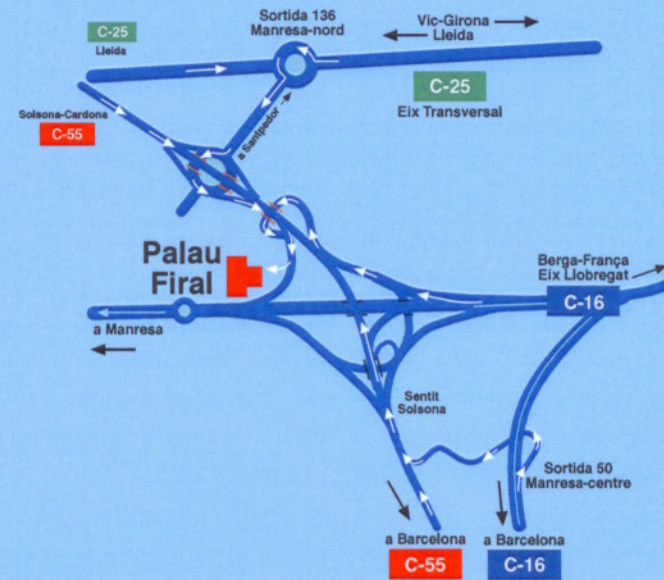 Sortida 136
Manresa-nord
Vic-Girona
Lleida
C-25
Lleida
C-25
Eix Transversal
Solsona-Cardona
C-55
a Santpedor
Palau
Firal
Berga-França
Eix Llobregat
C-16
a Manresa
Sentit
Solsona
Sortida 50
Manresa-centre
a Barcelona
C-55
a Barcelona
C-16